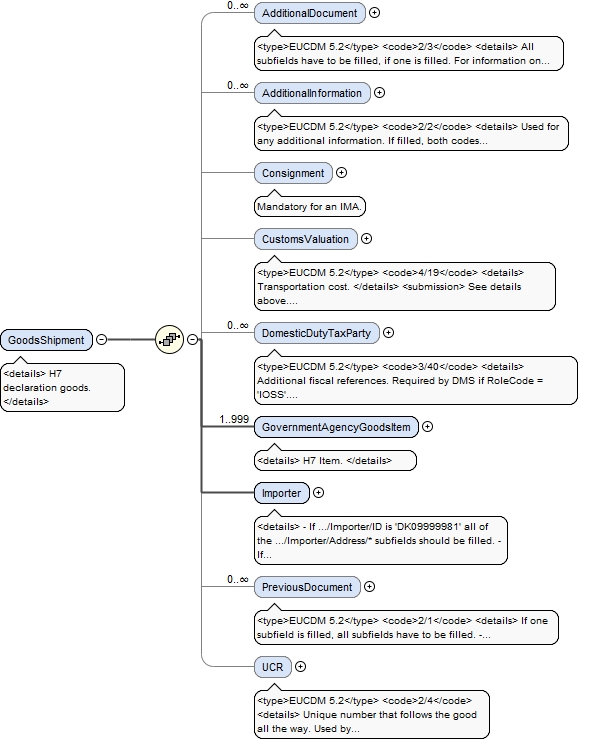 0..∞
AdditionalDocument
<type>EUCDM 5.2</type> <code>2/3</code> <details> All
subfields have to be filled, if one is filled. For information on...
0..∞
AdditionalInformation
<type>EUCDM 5.2</type> <code>2/2</code> <details> Used for
any additional information. If filled, both codes...
Consignment
Mandatory for an IMA.
CustomsValuation
<type>EUCDM 5.2</type> <code>4/19</code> <details>
Transportation cost. </details> <submission> See details
above....
0..∞
DomesticDutyTaxParty
<type>EUCDM 5.2</type> <code>3/40</code> <details>
Additional fiscal references. Required by DMS if RoleCode =
'IOSS'....
GoodsShipment
<details> H7
declaration goods.
</details>
1..999
GovernmentAgencyGoodsItem
<details> H7 Item. </details>
Importer
<details> - If .../Importer/ID is 'DK09999981' all of
the .../Importer/Address/* subfields should be filled. -
If...
0..∞
PreviousDocument
<type>EUCDM 5.2</type> <code>2/1</code> <details> If one
subfield is filled, all subfields have to be filled. -...
UCR
<type>EUCDM 5.2</type> <code>2/4</code>
<details> Unique number that follows the good
all the way. Used by...